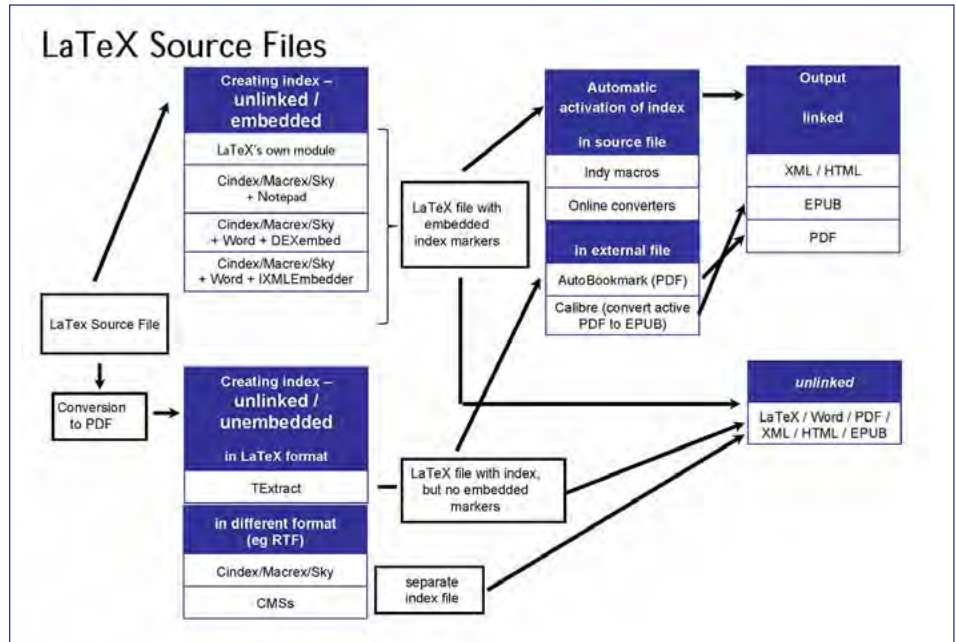 LaTeX Source Files
Creating index –
unlinked /
embedded
LaTeX's own module
Cindex/Macrex/Sky
+ Notepad
Cindex/Macrex/Sky
+ Word + DEXembed
Cindex/Macrex/Sky
+ Word + IXMLEmbedder
LaTex Source File
Conversion
to PDF
Creating index –
unlinked /
unembedded
in LaTeX format
TExtract
in different format
(eg RTF)
Cindex/Macrex/Sky
CMSs
LaTeX file with
embedded
index markers
LaTeX file with index,
but no embedded
markers
separate
index file
Automatic
activation of index
in source file
Indy macros
Online converters
in external file
AutoBookmark (PDF)
Calibre (convert active
PDF to EPUB)
Output
linked
XML / HTML
EPUB
PDF
unlinked
LaTeX / Word / PDF /
XML / HTML / EPUB